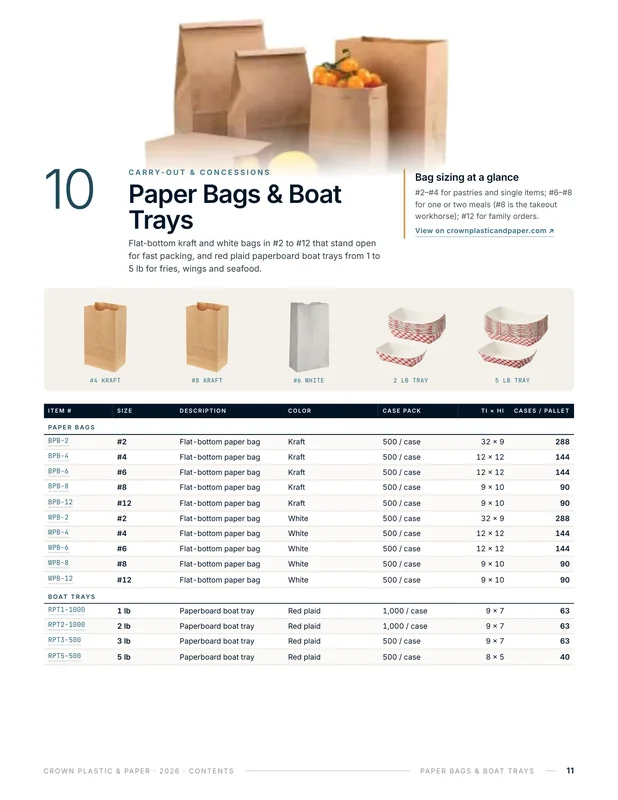 10
CARRY-OUT & CONCESSIONS
Paper Bags & Boat
Trays
Flat-bottom kraft and white bags in #2 to #12 that stand open
for fast packing, and red plaid paperboard boat trays from 1 to
5 lb for fries, wings and seafood.
Bag sizing at a glance
#2–#4 for pastries and single items; #6–#8
for one or two meals (#8 is the takeout
workhorse); #12 for family orders.
View on crownplasticandpaper.com ↗
#4 KRAFT
#8 KRAFT
#6 WHITE
2 LB TRAY
5 LB TRAY
ITEM # SIZE DESCRIPTION COLOR CASE PACK TI × HI CASES / PALLET
PAPER BAGS
BPB-2 #2 Flat-bottom paper bag Kraft 500 / case 32 × 9 288
BPB-4 #4 Flat-bottom paper bag Kraft 500 / case 12 × 12 144
BPB-6 #6 Flat-bottom paper bag Kraft 500 / case 12 × 12 144
BPB-8 #8 Flat-bottom paper bag Kraft 500 / case 9 × 10 90
BPB-12 #12 Flat-bottom paper bag Kraft 500 / case 9 × 10 90
WPB-2 #2 Flat-bottom paper bag White 500 / case 32 × 9 288
WPB-4 #4 Flat-bottom paper bag White 500 / case 12 × 12 144
WPB-6 #6 Flat-bottom paper bag White 500 / case 12 × 12 144
WPB-8 #8 Flat-bottom paper bag White 500 / case 9 × 10 90
WPB-12 #12 Flat-bottom paper bag White 500 / case 9 × 10 90
BOAT TRAYS
RPT1-1000 1 lb Paperboard boat tray Red plaid 1,000 / case 9 × 7 63
RPT2-1000 2 lb Paperboard boat tray Red plaid 1,000 / case 9 × 7 63
RPT3-500 3 lb Paperboard boat tray Red plaid 500 / case 9 × 7 63
RPT5-500 5 lb Paperboard boat tray Red plaid 500 / case 8 × 5 40
CROWN PLASTIC & PAPER · 2026 · CONTENTS
PAPER BAGS & BOAT TRAYS
11